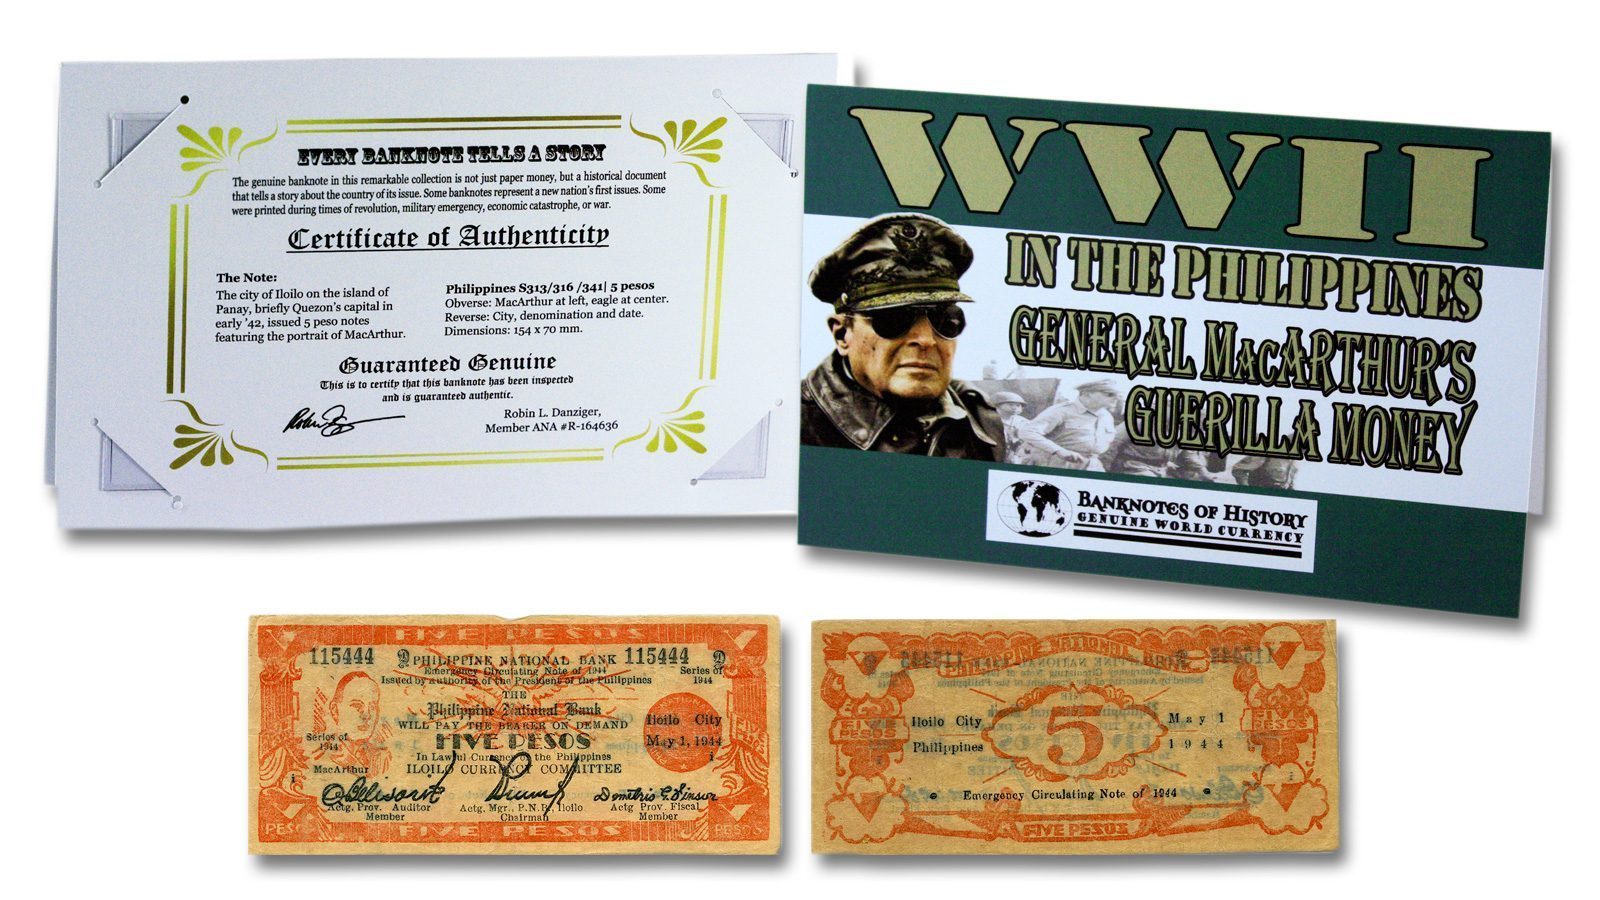 EVERY BANKNOTE TELLS A STORY
The genuine banknote in this remarkable collection is not just paper money, but a historical document
that tells a story about the country of its issue. Some banknotes represent a new nation's first issues. Some
were printed during times of revolution, military emergency, economic catastrophe, or war.
Certificate of Authenticity
The Note:
The city of Iloilo on the island of
Panay, briefly Quezon's capital in
early '42, issued 5 peso notes
featuring the portrait of MacArthur.
Philippines S313/316 /341| 5 pesos
Obverse: MacArthur at left, eagle at center.
Reverse: City, denomination and date.
Dimensions: 154 x 70 mm.
Guaranteed Genuine
This is to certify that this banknote has been inspected
and is guaranteed authentic.
Robin L. Danziger,
Member ANA #R-164636
WWII
IN THE PHILIPPINES
GENERAL MacARTHUR'S
GUERILLA MONEY
BANKNOTES OF HISTORY
GENUINE WORLD CURRENCY
FIVE PESOS
115444 PHILIPPINE NATIONAL BANK 115444
Emergency Circulating Note of 1944
Series of
1944
Issued by Authority of the President of the Philippines
THE
Philippine National Bank
WILL PAY THE BEARER ON DEMAND
FIVE PESOS
In Lawful Currency of the Philippines
ILOILO CURRENCY COMMITTEE
Iloilo City
May 1, 1944
Series of
1944
MacArthur
Actg. Prov. Auditor
Member
Actg. Mgr., P.N.B., Iloilo
Chairman
Actg Prov. Fiscal
Member
PESOS
FIVE PESOS
PESOS
PHILIPPINE NATIONAL BANK
FIVE
PESOS
FIVE
PESOS
Iloilo City
Philippines
5
May 1
1944
Emergency Circulating Note of 1944
FIVE PESOS